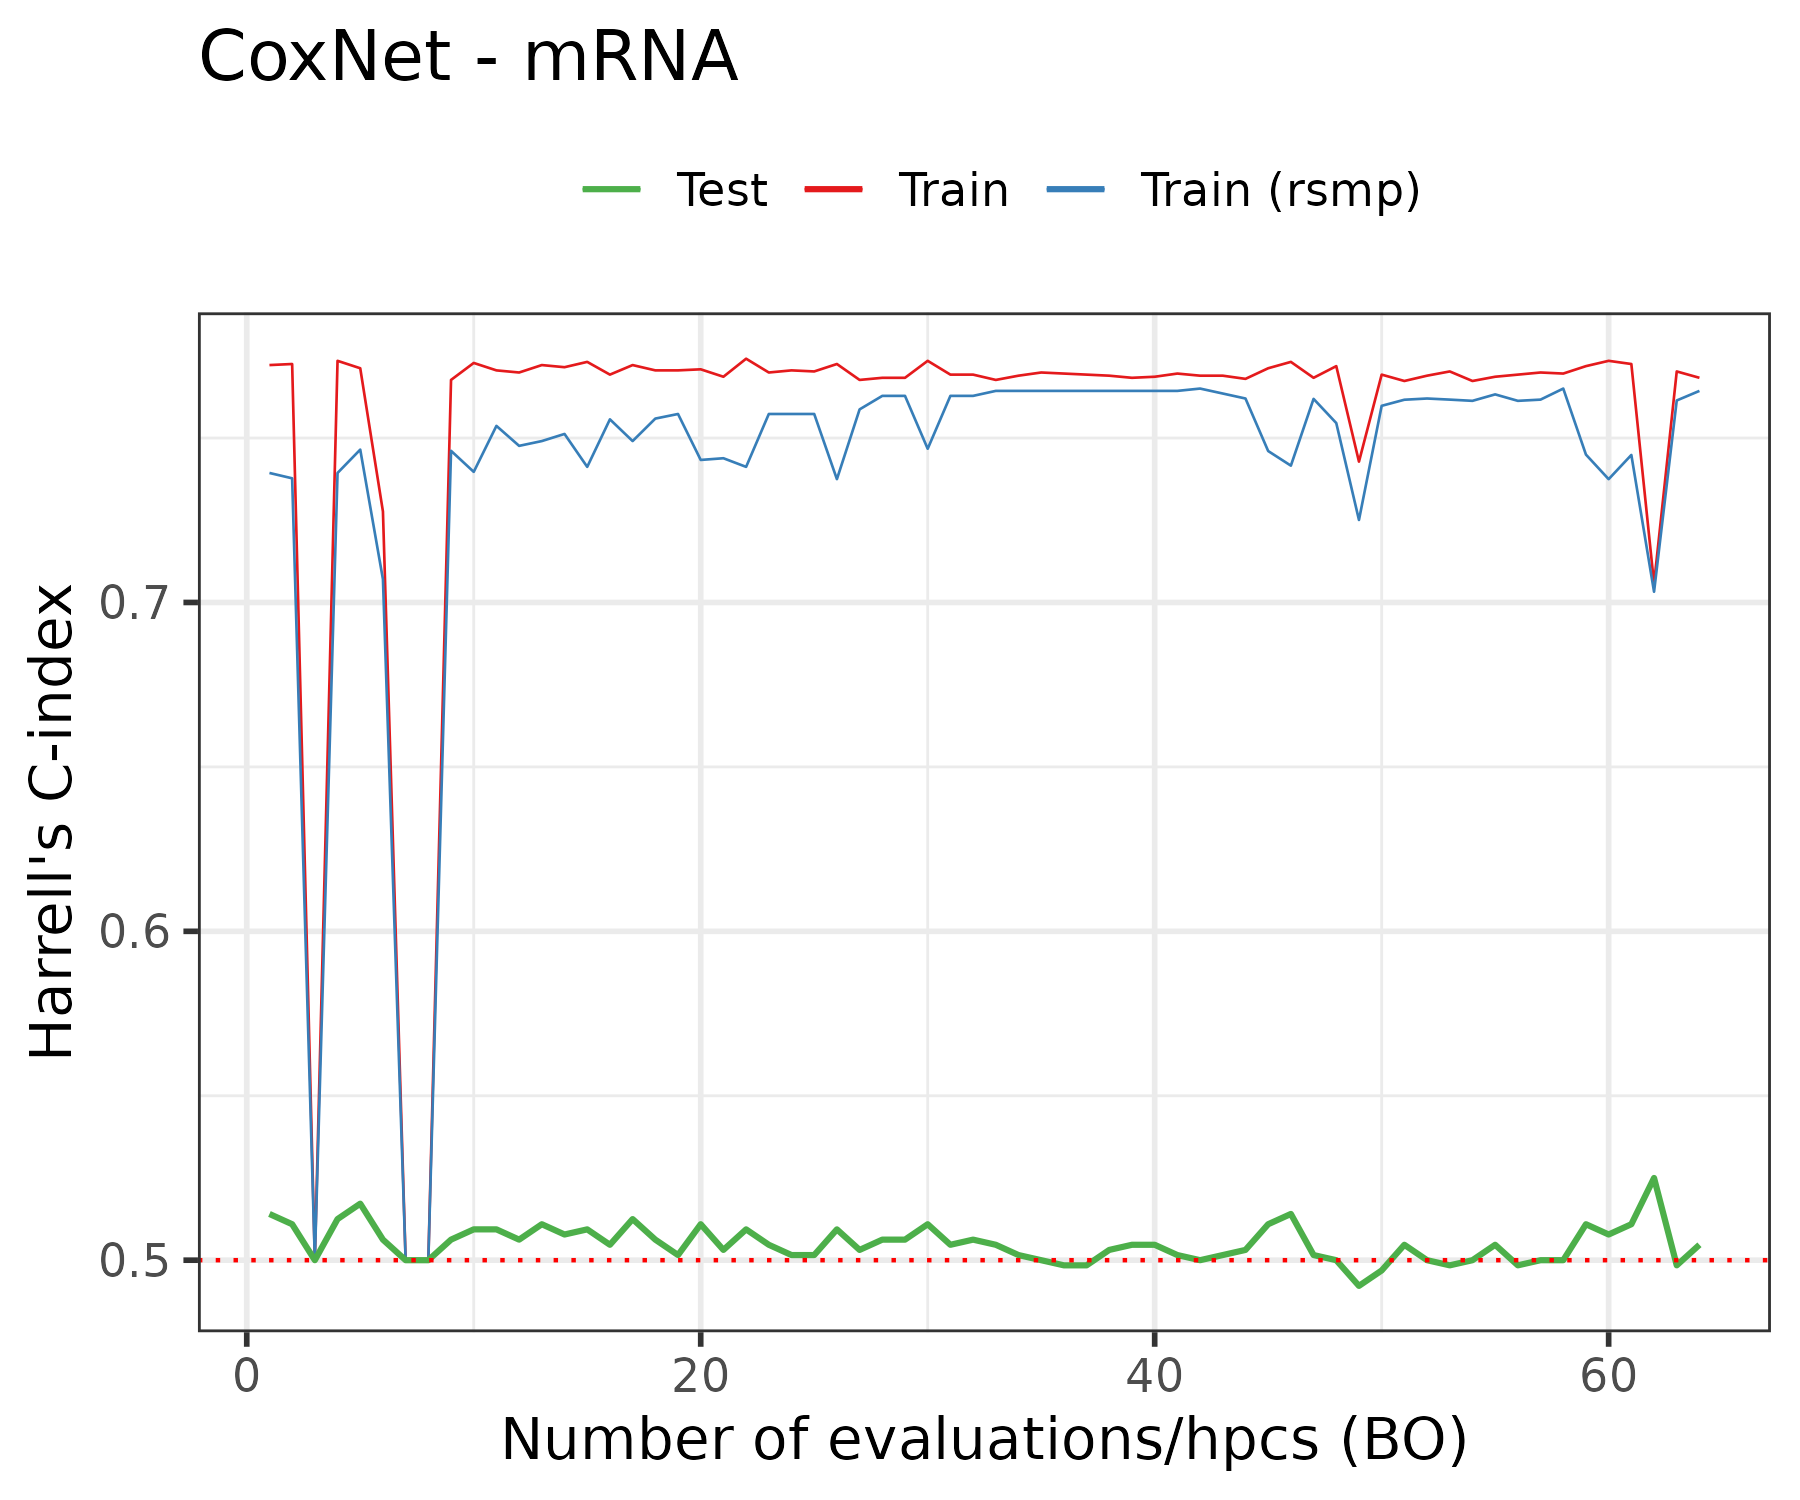 CoxNet - mRNA
Test Train Train (rsmp)
Harrell's C-index
0.7
0.6
0.5
0 20 40 60
Number of evaluations/hpcs (BO)